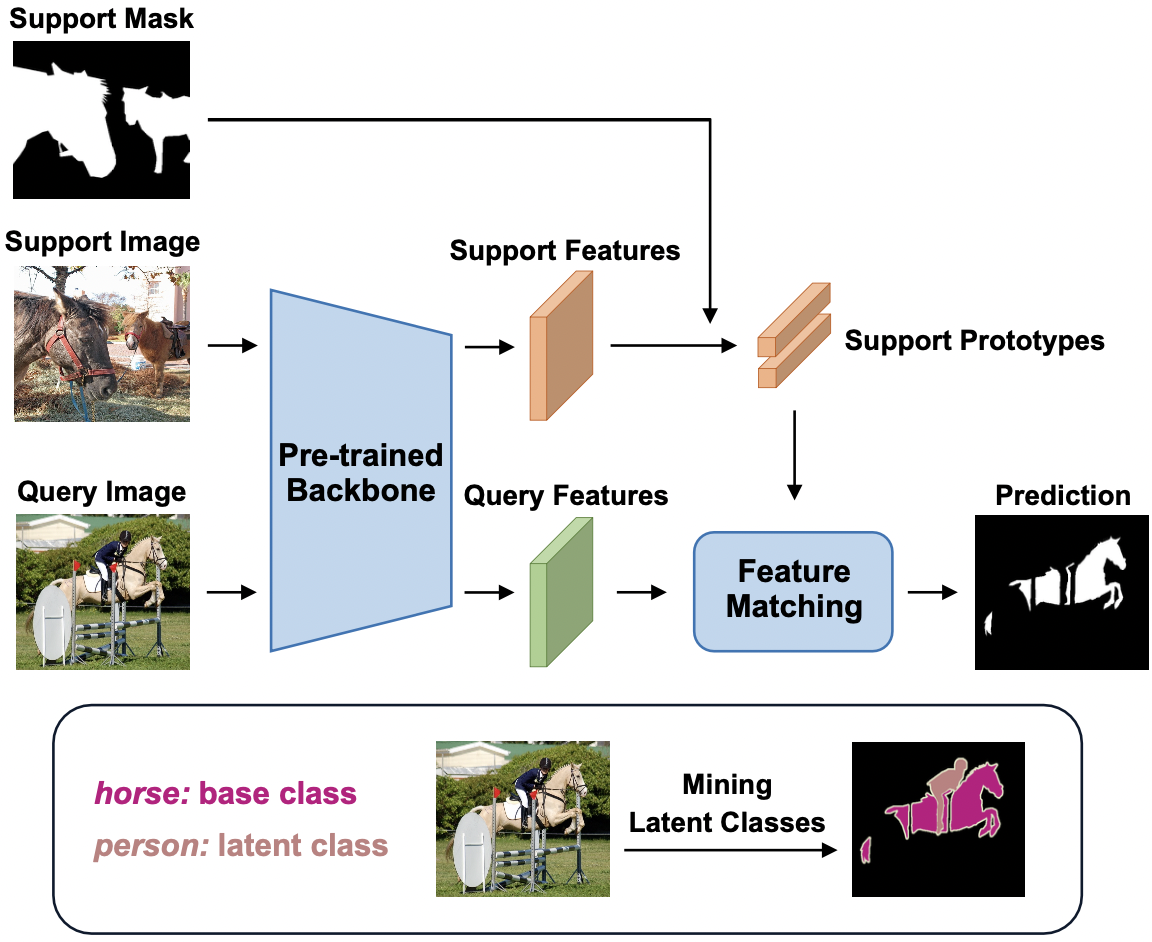 Support Mask
Support Image
Support Features
Support Prototypes
Pre-trained
Backbone
Query Image
Query Features
Feature
Matching
Prediction
horse: base class
person: latent class
Mining
Latent Classes